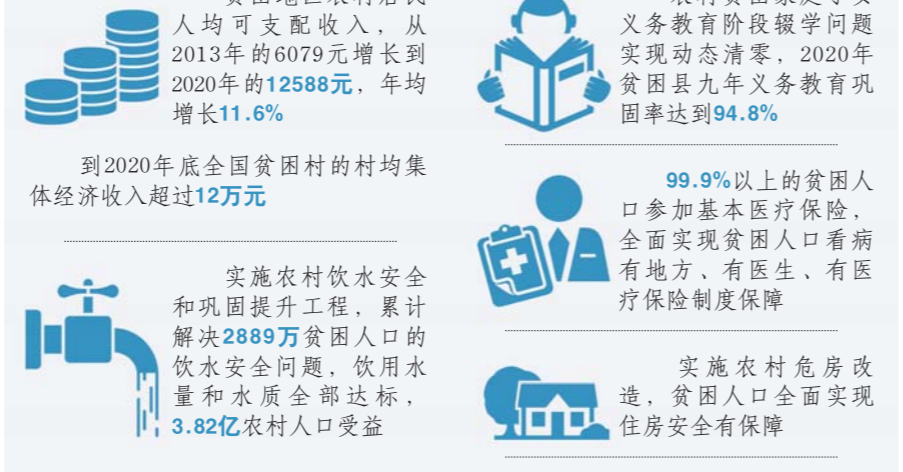 人均可支配收入，从
2013年的6079元增长到
2020年的12588元，年均
增长11.6%
到2020年底全国贫困村的村均集
体经济收入超过12万元
实施农村饮水安全
和巩固提升工程，累计
解决2889万贫困人口的
饮水安全问题，饮用水
量和水质全部达标，
3.82亿农村人口受益
义务教育阶段辍学问题
实现动态清零，2020年
贫困县九年义务教育巩
固率达到94.8%
99.9%以上的贫困人
口参加基本医疗保险，
全面实现贫困人口看病
有地方、有医生、有医
疗保险制度保障
实施农村危房改
造，贫困人口全面实现
住房安全有保障